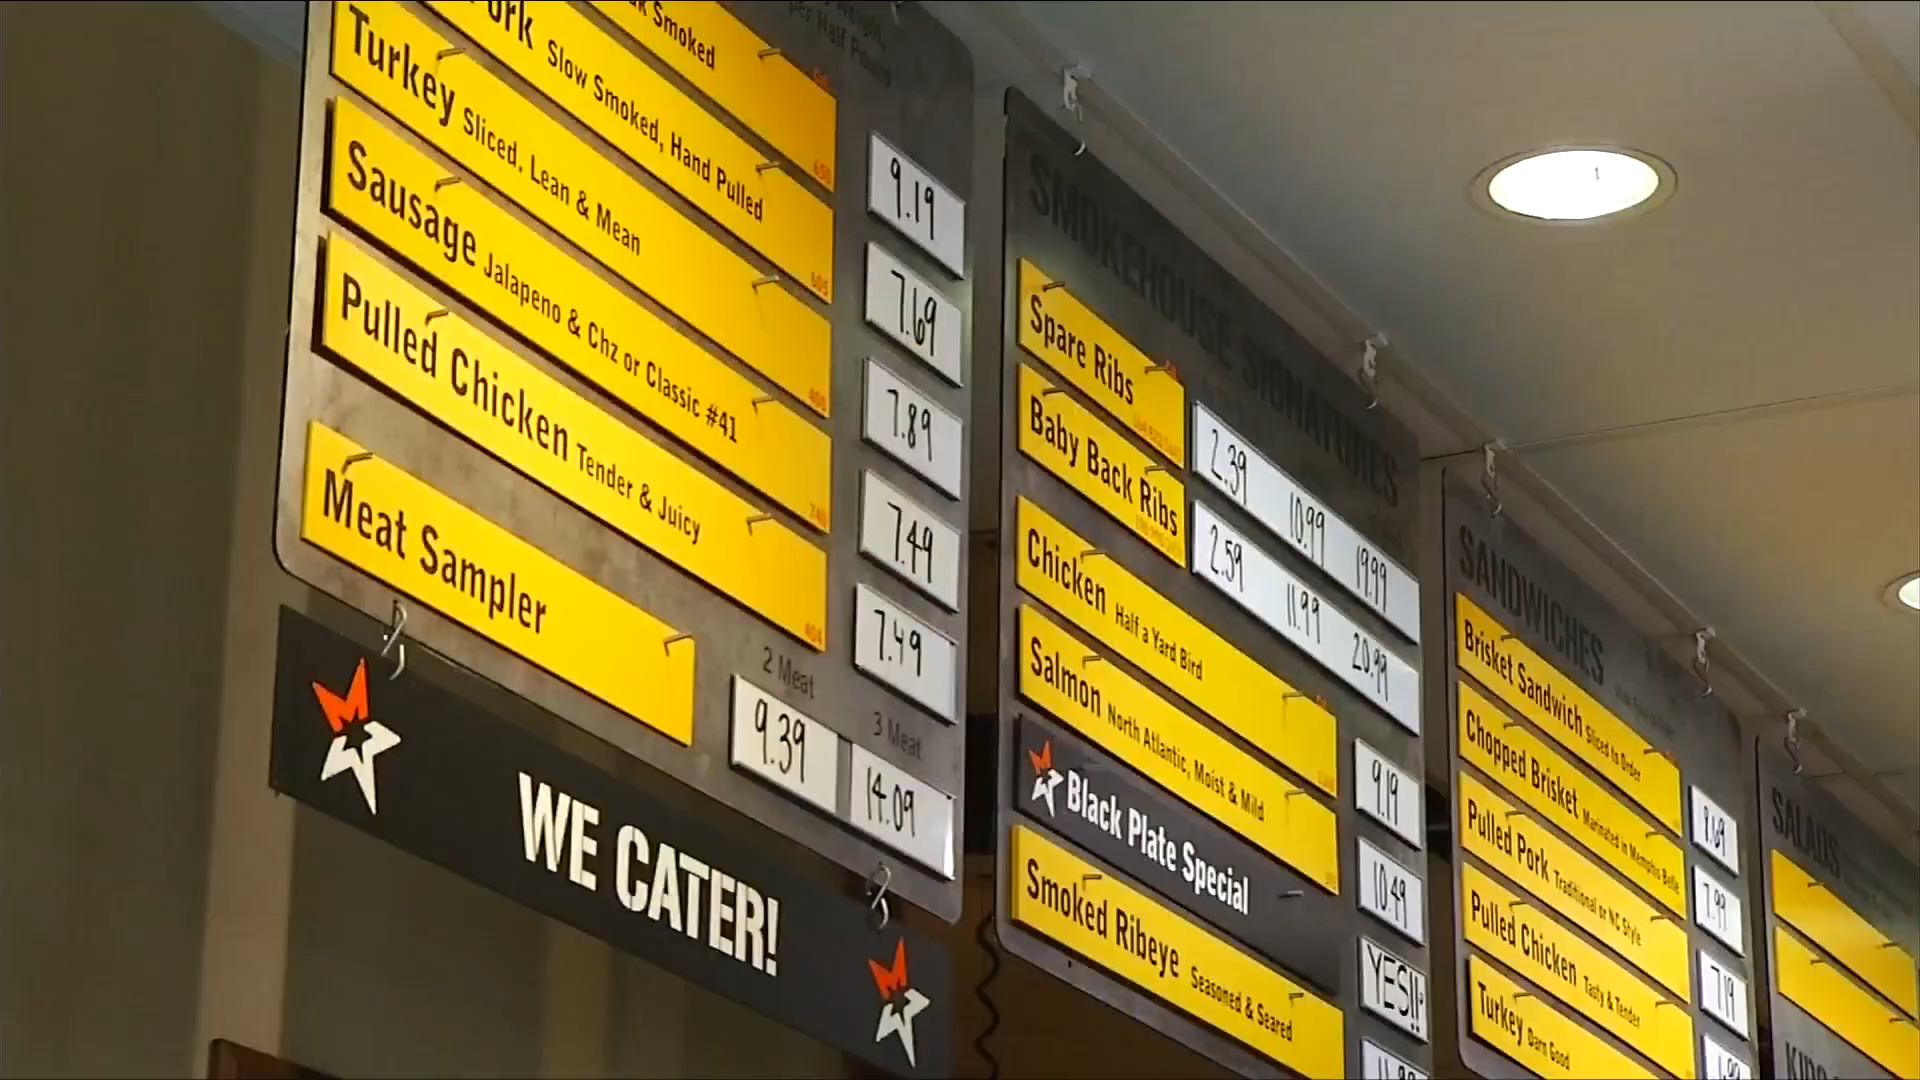 Smoked
per Half Pound
Slow Smoked, Hand Pulled
650
9.19
Turkey Sliced, Lean & Mean
605
7.69
Sausage Jalapeno & Chz or Classic #41
600
7.89
Pulled Chicken Tender & Juicy
740
7.49
404
7.49
Meat Sampler
2 Meat
3 Meat
9.39
14.09
WE CATER!
SMOKEHOUSE SIGNATURES
Spare Ribs
2.39 10.99 19.99
Baby Back Ribs
2.59 11.99 20.99
Chicken Half a Yard Bird
9.19
Salmon North Atlantic, Moist & Mild
10.49
Black Plate Special
YES!!
Smoked Ribeye Seasoned & Seared
SANDWICHES
Brisket Sandwich Sliced to Order
Chopped Brisket Marinated in Memphis Belle
7.99
Pulled Pork Traditional or NC Style
7.19
Pulled Chicken Tasty & Tender
Turkey Darn Good
SALADS